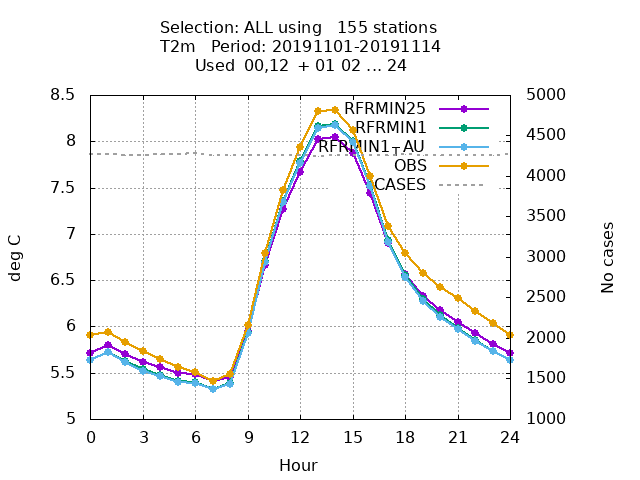 Selection: ALL using 155 stations
T2m Period: 20191101-20191114
Used 00,12 + 01 02 ... 24
8.5
8
7.5
7
6.5
6
5.5
5
deg C
5000
4500
4000
3500
3000
2500
2000
1500
1000
No cases
RFRMIN25
RFRMIN1
RFRMIN1TAU
OBS
CASES
0 3 6 9 12 15 18 21 24
Hour